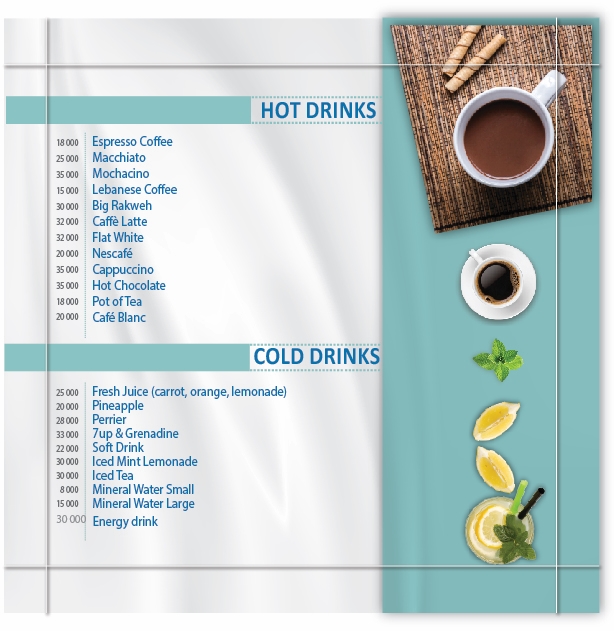 HOT DRINKS
18 000 Espresso Coffee
25 000 Macchiato
35 000 Mochacino
15 000 Lebanese Coffee
30 000 Big Rakweh
32 000 Caffè Latte
32 000 Flat White
20 000 Nescafé
35 000 Cappuccino
35 000 Hot Chocolate
18 000 Pot of Tea
20 000 Café Blanc
COLD DRINKS
25 000 Fresh Juice (carrot, orange, lemonade)
20 000 Pineapple
28 000 Perrier
33 000 7up & Grenadine
22 000 Soft Drink
30 000 Iced Mint Lemonade
30 000 Iced Tea
8 000 Mineral Water Small
15 000 Mineral Water Large
30 000 Energy drink